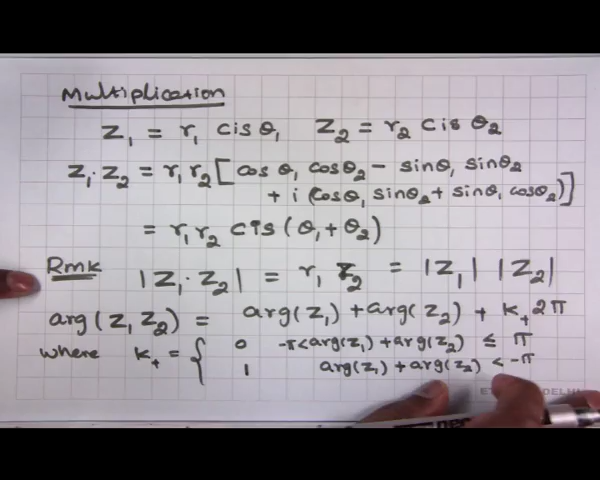 Multiplication
Z₁ = r₁ cis θ₁ Z₂ = r₂ cis θ₂
Z₁·Z₂ = r₁ r₂ [cos θ₁ cos θ₂ − sin θ₁ sin θ₂
+ i (cos θ₁ sin θ₂ + sin θ₁ cos θ₂)]
= r₁ r₂ cis (θ₁ + θ₂)
Rmk |Z₁·Z₂| = r₁ r₂ = |Z₁| |Z₂|
arg(Z₁ Z₂) = arg(Z₁) + arg(Z₂) + k₊ 2π
where k₊ = { 0 -π < arg(Z₁) + arg(Z₂) ≤ π
1 arg(Z₁) + arg(Z₂) < -π